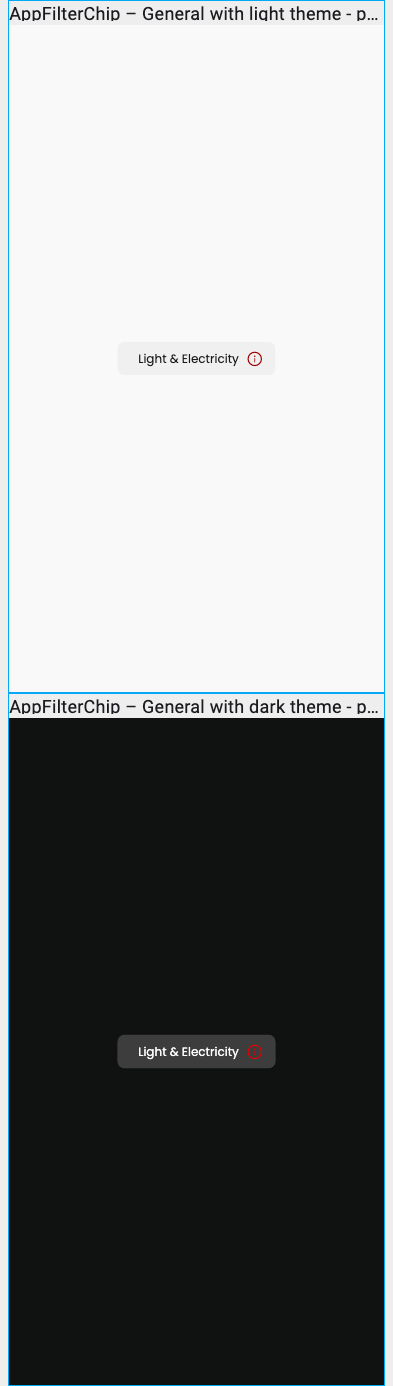 AppFilterChip – General with light theme - p...
Light & Electricity
AppFilterChip – General with dark theme - p...
Light & Electricity